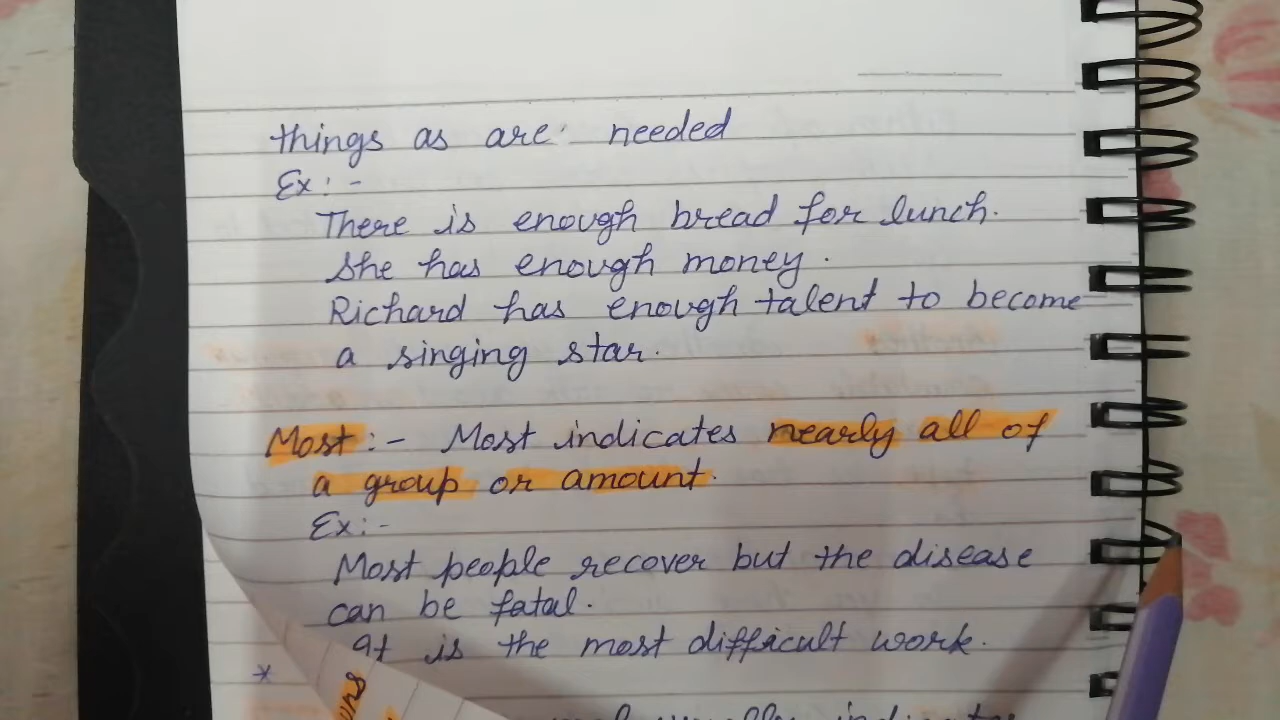 things as are needed
Ex:-
There is enough bread for lunch.
She has enough money.
Richard has enough talent to become
a singing star.
Most:- Most indicates nearly all of
a group or amount.
Ex:-
Most people recover but the disease
can be fatal.
It is the most difficult work.
*